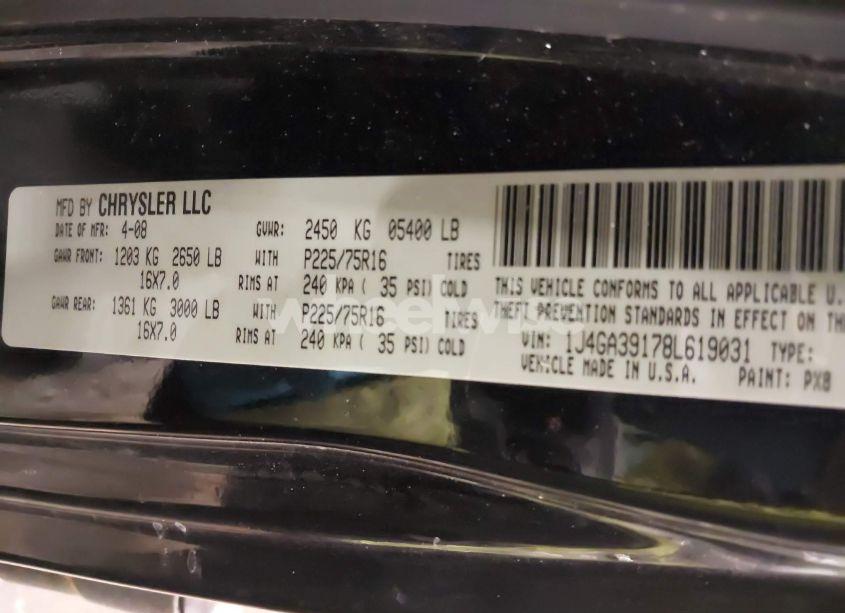 MFD BY CHRYSLER LLC
DATE OF MFR: 4-08 GVWR: 2450 KG 05400 LB
GAWR FRONT: 1203 KG 2650 LB WITH P225/75R16 TIRES
16X7.0 RIMS AT 240 KPA ( 35 PSI) COLD
GAWR REAR: 1361 KG 3000 LB WITH P225/75R16 TIRES
16X7.0 RIMS AT 240 KPA ( 35 PSI) COLD
THIS VEHICLE CONFORMS TO ALL APPLICABLE U.
THEFT PREVENTION STANDARDS IN EFFECT ON
VIN: 1J4GA39178L619031 TYPE:
VEHICLE MADE IN U.S.A. PAINT: PX8
wheelwise